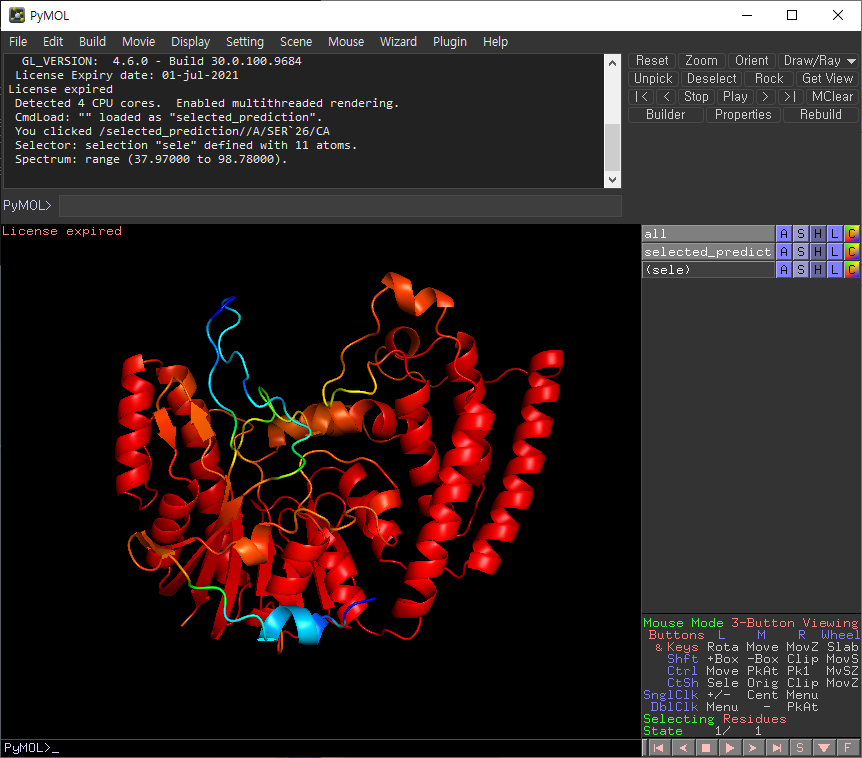 PyMOL
File Edit Build Movie Display Setting Scene Mouse Wizard Plugin Help
GL_VERSION: 4.6.0 - Build 30.0.100.9684
License Expiry date: 01-jul-2021
License expired
Detected 4 CPU cores. Enabled multithreaded rendering.
CmdLoad: "" loaded as "selected_prediction".
You clicked /selected_prediction//A/SER`26/CA
Selector: selection "sele" defined with 11 atoms.
Spectrum: range (37.97000 to 98.78000).
Reset Zoom Orient Draw/Ray
Unpick Deselect Rock Get View
|< < Stop Play > >| MClear
Builder Properties Rebuild
PyMOL>
License expired
all A S H L C
selected_predict A S H L C
(sele) A S H L C
Mouse Mode 3-Button Viewing
Buttons L M R Wheel
& Keys Rota Move MovZ Slab
Shft +Box -Box Clip MovS
Ctrl Move PkAt Pk1 MvSZ
CtSh Sele Orig Clip MovZ
SnglClk +/- Cent Menu
DblClk Menu - PkAt
Selecting Residues
State 1/ 1
PyMOL>_
S F